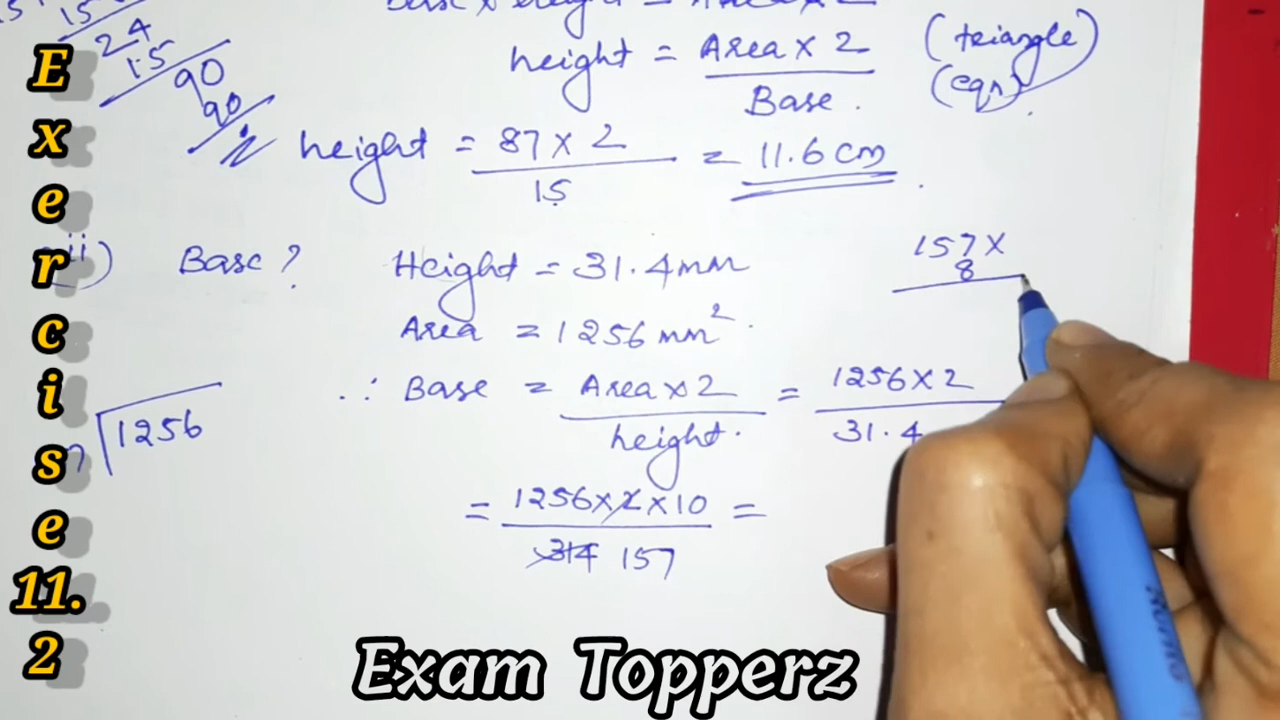 24
1.5
90
90
height = Area × 2 (triangle)
Base. (eqn)
height = 87 × 2 = 11.6 cm
15
ii) Base? Height = 31.4 mm
157 ×
8
Area = 1256 mm².
∴ Base = Area × 2 = 1256 × 2
height. 31.4
1256
= 1256 × 2 × 10 =
314 157
Exercise 11.2
Exam Topperz